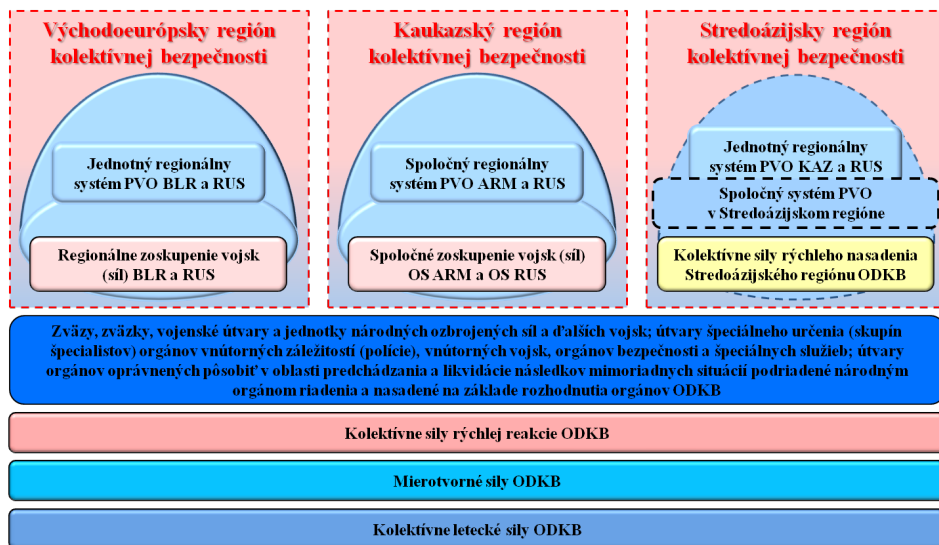 Východoeurópsky región
kolektívnej bezpečnosti
Jednotný regionálny
systém PVO BLR a RUS
Regionálne zoskupenie vojsk
(síl) BLR a RUS
Kaukazský región
kolektívnej bezpečnosti
Spoločný regionálny
systém PVO ARM a RUS
Spoločné zoskupenie vojsk (síl)
OS ARM a OS RUS
Stredoázijský región
kolektívnej bezpečnosti
Jednotný regionálny
systém PVO KAZ a RUS
Spoločný systém PVO
v Stredoázijskom regióne
Kolektívne sily rýchleho nasadenia
Stredoázijského regiónu ODKB
Zväzy, zväzky, vojenské útvary a jednotky národných ozbrojených síl a ďalších vojsk; útvary špeciálneho určenia (skupín
špecialistov) orgánov vnútorných záležitostí (polície), vnútorných vojsk, orgánov bezpečnosti a špeciálnych služieb; útvary
orgánov oprávnených pôsobiť v oblasti predchádzania a likvidácie následkov mimoriadnych situácií podriadené národným
orgánom riadenia a nasadené na základe rozhodnutia orgánov ODKB
Kolektívne sily rýchlej reakcie ODKB
Mierotvorné sily ODKB
Kolektívne letecké sily ODKB